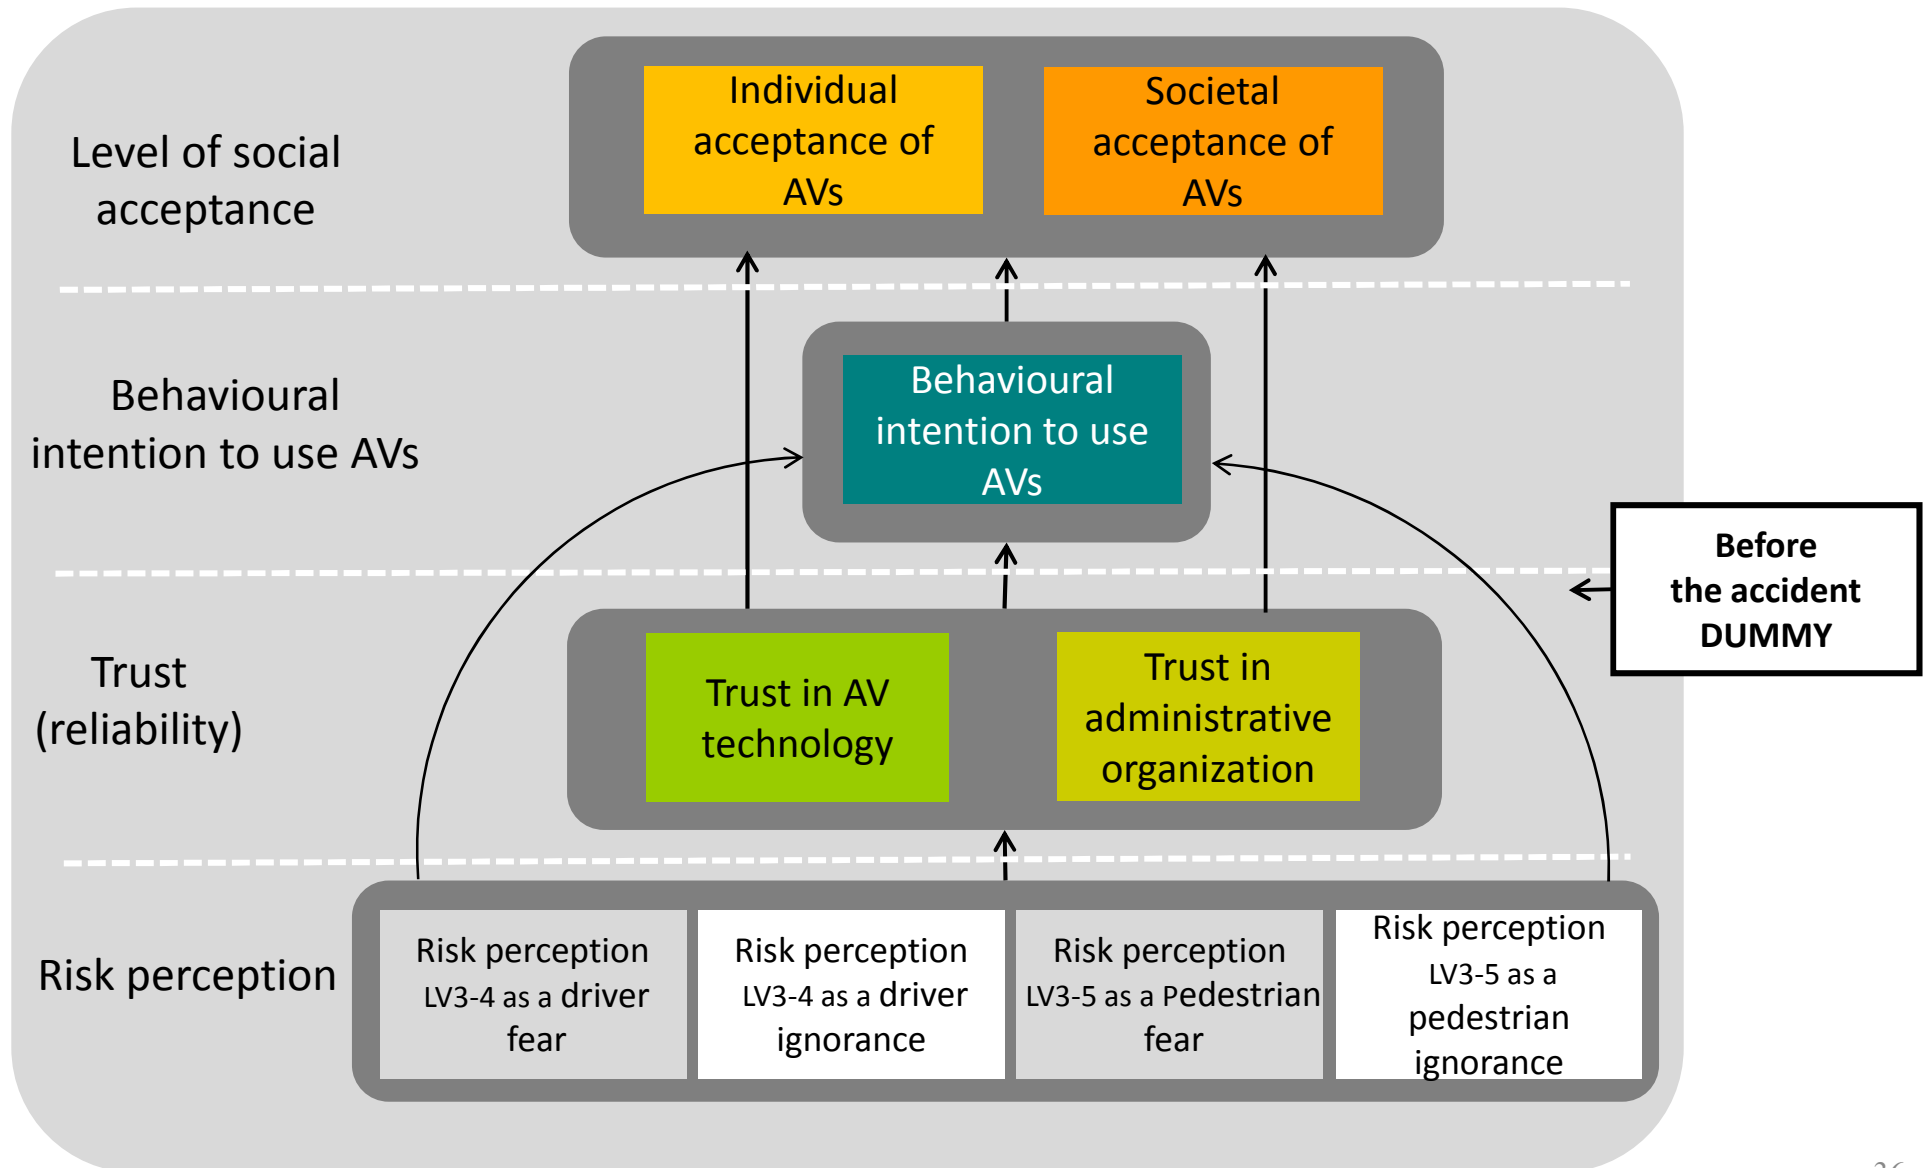 Level of social
acceptance
Individual
acceptance of
AVs
Societal
acceptance of
AVs
Behavioural
intention to use AVs
Behavioural
intention to use
AVs
Before
the accident
DUMMY
Trust
(reliability)
Trust in AV
technology
Trust in
administrative
organization
Risk perception
Risk perception
LV3-4 as a driver
fear
Risk perception
LV3-4 as a driver
ignorance
Risk perception
LV3-5 as a Pedestrian
fear
Risk perception
LV3-5 as a
pedestrian
ignorance